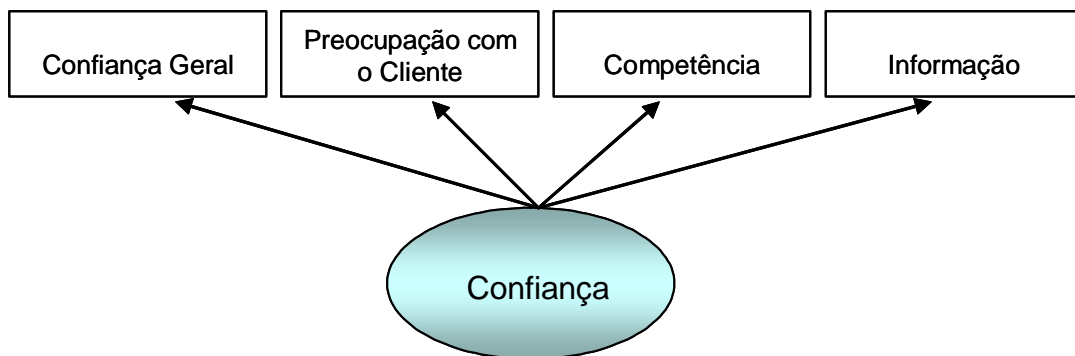 Confiança Geral
Preocupação com
o Cliente
Competência
Informação
Confiança